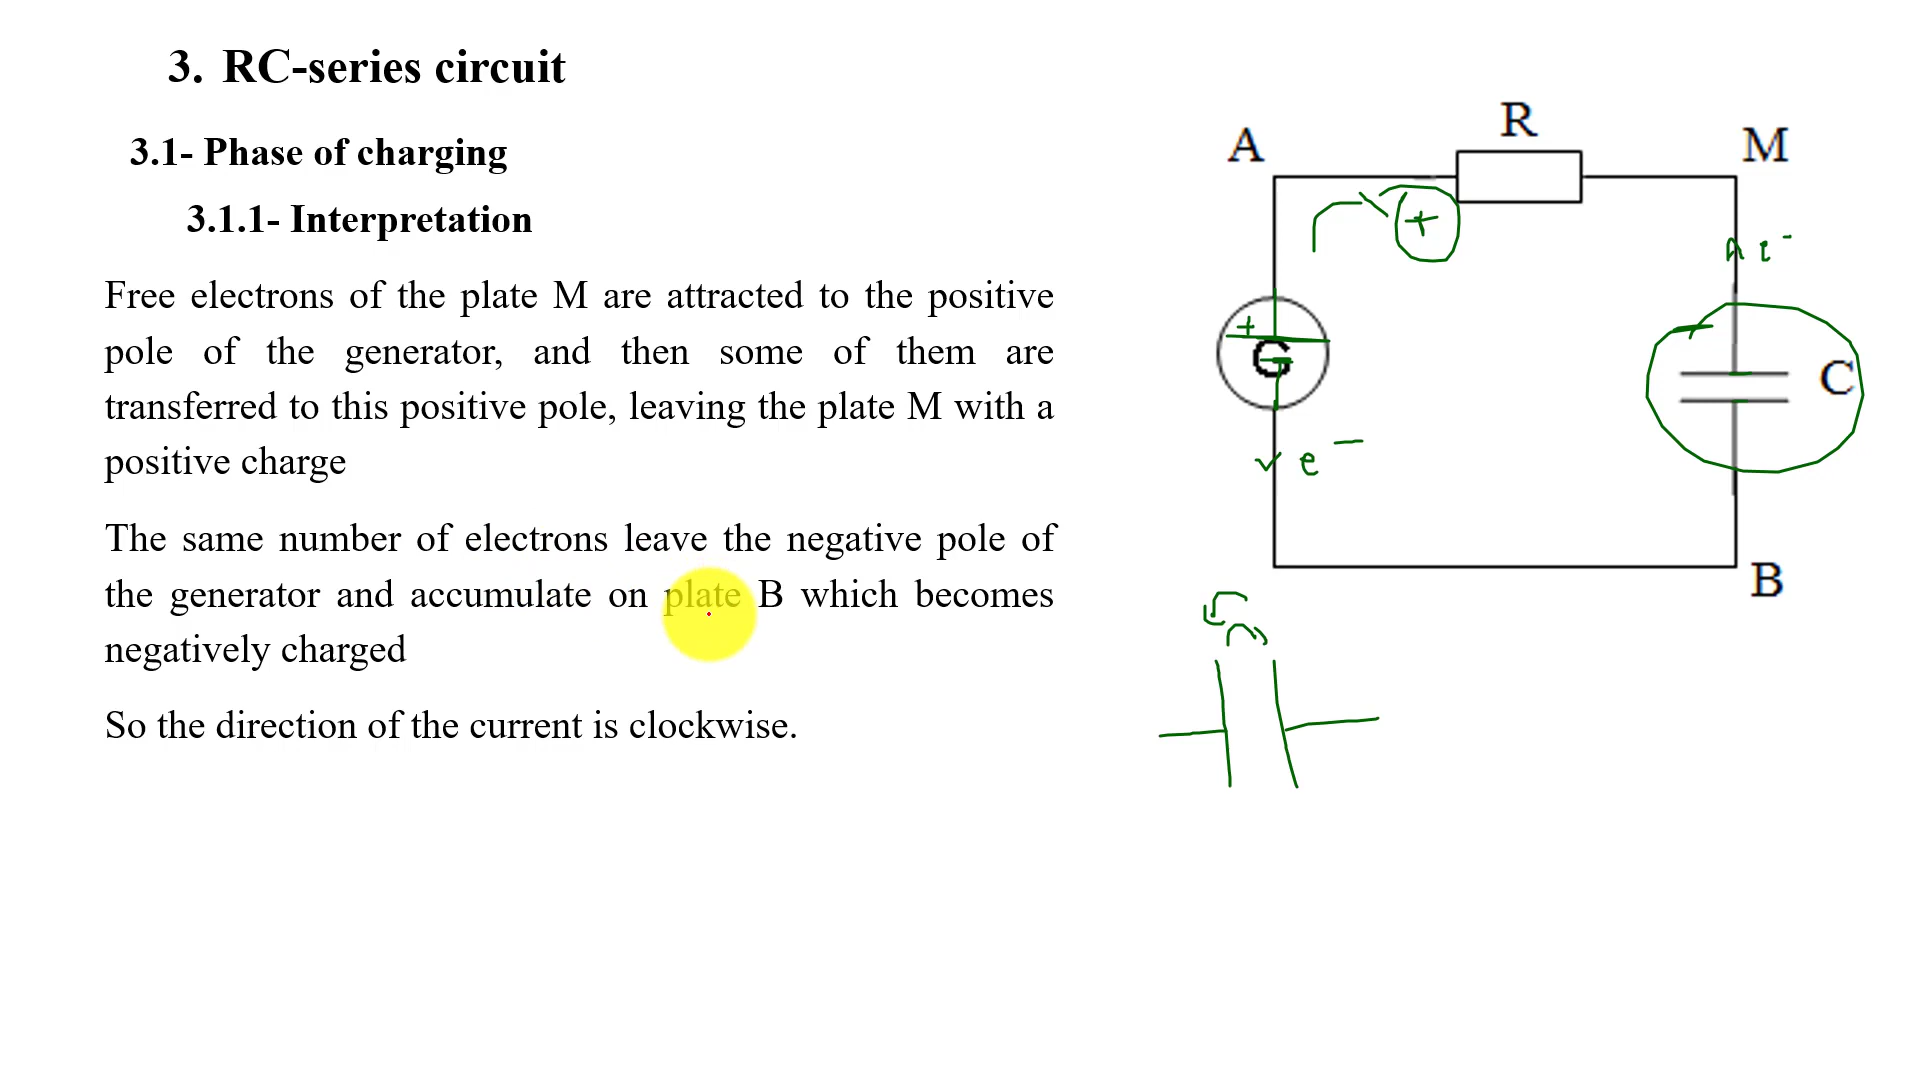 3. RC-series circuit
3.1- Phase of charging
3.1.1- Interpretation
Free electrons of the plate M are attracted to the positive
pole of the generator, and then some of them are
transferred to this positive pole, leaving the plate M with a
positive charge
The same number of electrons leave the negative pole of
the generator and accumulate on plate B which becomes
negatively charged
So the direction of the current is clockwise.
R
A
M
+
e⁻
+
G
C
e⁻
B